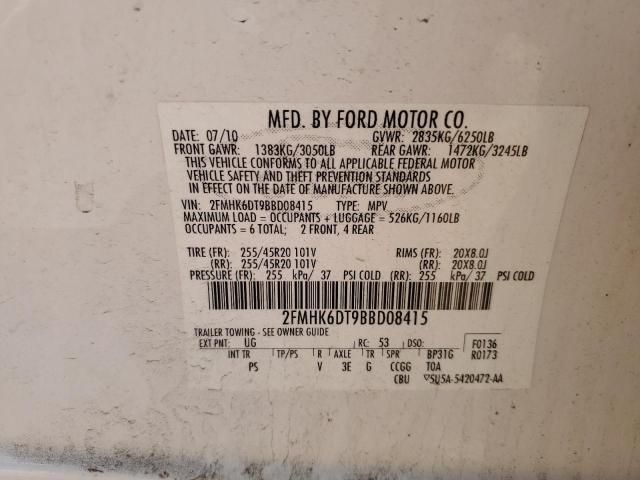 MFD. BY FORD MOTOR CO.
DATE: 07/10 GVWR: 2835KG/6250LB
FRONT GAWR: 1383KG/3050LB REAR GAWR: 1472KG/3245LB
THIS VEHICLE CONFORMS TO ALL APPLICABLE FEDERAL MOTOR
VEHICLE SAFETY AND THEFT PREVENTION STANDARDS
IN EFFECT ON THE DATE OF MANUFACTURE SHOWN ABOVE.
VIN: 2FMHK6DT9BBD08415 TYPE: MPV
MAXIMUM LOAD = OCCUPANTS + LUGGAGE = 526KG/1160LB
OCCUPANTS = 6 TOTAL; 2 FRONT, 4 REAR
TIRE (FR): 255/45R20 101V RIMS (FR): 20X8.0J
(RR): 255/45R20 101V (RR): 20X8.0J
PRESSURE (FR): 255 kPa/ 37 PSI COLD (RR): 255 kPa/ 37 PSI COLD
2FMHK6DT9BBD08415
TRAILER TOWING - SEE OWNER GUIDE
EXT PNT: UG RC: 53 DSO: F0136
INT TR TP/PS R AXLE TR SPR BP31G R0173
PS V 3E G CCGG TOA
CBU 5U5A-5420472-AA